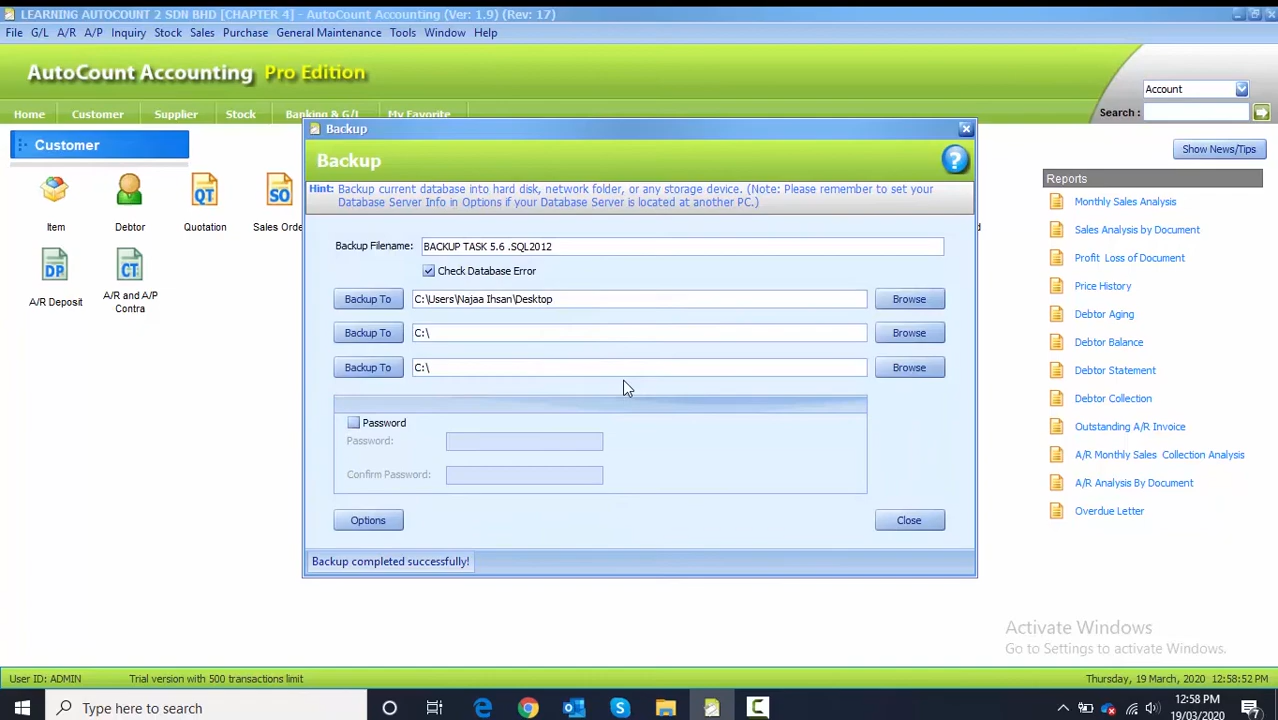 LEARNING AUTOCOUNT 2 SDN BHD [CHAPTER 4] - AutoCount Accounting (Ver: 1.9) (Rev: 17)
File G/L A/R A/P Inquiry Stock Sales Purchase General Maintenance Tools Window Help
AutoCount Accounting Pro Edition
Account
Search :
Home Customer Supplier Stock Banking & G/L My Favorite
Customer
Show News/Tips
Item Debtor Quotation Sales Orde
A/R Deposit A/R and A/P
Contra
Backup
Backup
Hint: Backup current database into hard disk, network folder, or any storage device. (Note: Please remember to set your
Database Server Info in Options if your Database Server is located at another PC.)
Backup Filename: BACKUP TASK 5.6 .SQL2012
Check Database Error
Backup To C:\Users\Najaa Ihsan\Desktop Browse
Backup To C:\ Browse
Backup To C:\ Browse
Password
Password:
Confirm Password:
Options Close
Backup completed successfully!
Reports
Monthly Sales Analysis
Sales Analysis by Document
Profit Loss of Document
Price History
Debtor Aging
Debtor Balance
Debtor Statement
Debtor Collection
Outstanding A/R Invoice
A/R Monthly Sales Collection Analysis
A/R Analysis By Document
Overdue Letter
Activate Windows
Go to Settings to activate Windows.
User ID: ADMIN Trial version with 500 transactions limit Thursday, 19 March, 2020 12:58:52 PM
Type here to search
12:58 PM
19/03/2020